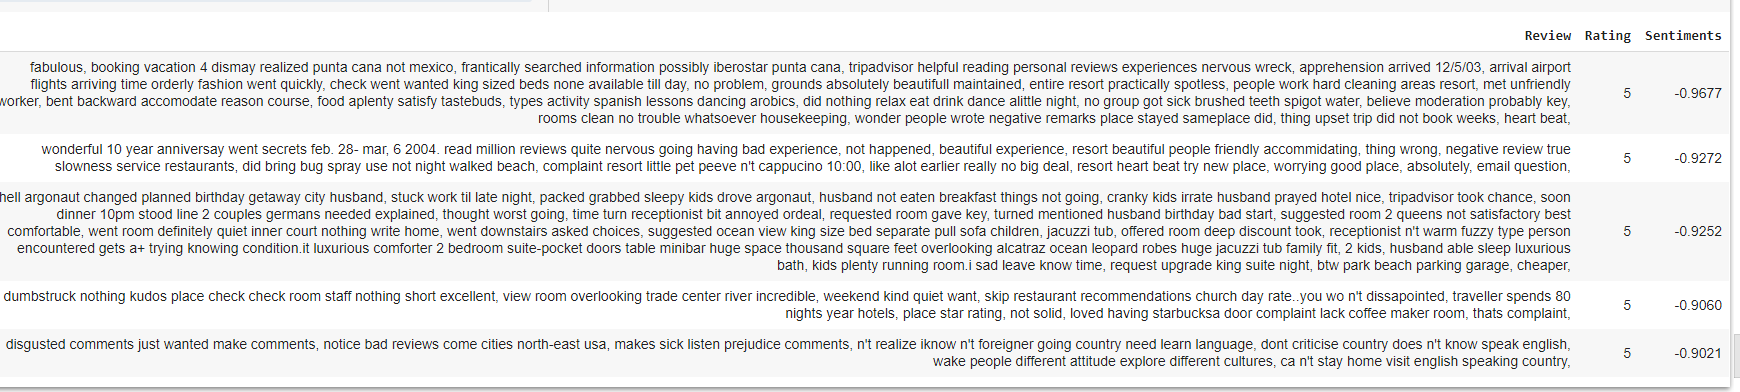 Review Rating Sentiments
fabulous, booking vacation 4 dismay realized punta cana not mexico, frantically searched information possibly iberostar punta cana, tripadvisor helpful reading personal reviews experiences nervous wreck, apprehension arrived 12/5/03, arrival airport
flights arriving time orderly fashion went quickly, check went wanted king sized beds none available till day, no problem, grounds absolutely beautifull maintained, entire resort practically spotless, people work hard cleaning areas resort, met unfriendly
worker, bent backward accomodate reason course, food aplenty satisfy tastebuds, types activity spanish lessons dancing arobics, did nothing relax eat drink dance alittle night, no group got sick brushed teeth spigot water, believe moderation probably key,
rooms clean no trouble whatsoever housekeeping, wonder people wrote negative remarks place stayed sameplace did, thing upset trip did not book weeks, heart beat,
5 -0.9677
wonderful 10 year anniversay went secrets feb. 28- mar, 6 2004. read million reviews quite nervous going having bad experience, not happened, beautiful experience, resort beautiful people friendly accommidating, thing wrong, negative review true
slowness service restaurants, did bring bug spray use not night walked beach, complaint resort little pet peeve n't cappucino 10:00, like alot earlier really no big deal, resort heart beat try new place, worrying good place, absolutely, email question,
5 -0.9272
hell argonaut changed planned birthday getaway city husband, stuck work til late night, packed grabbed sleepy kids drove argonaut, husband not eaten breakfast things not going, cranky kids irrate husband prayed hotel nice, tripadvisor took chance, soon
dinner 10pm stood line 2 couples germans needed explained, thought worst going, time turn receptionist bit annoyed ordeal, requested room gave key, turned mentioned husband birthday bad start, suggested room 2 queens not satisfactory best
comfortable, went room definitely quiet inner court nothing write home, went downstairs asked choices, suggested ocean view king size bed separate pull sofa children, jacuzzi tub, offered room deep discount took, receptionist n't warm fuzzy type person
encountered gets a+ trying knowing condition.it luxurious comforter 2 bedroom suite-pocket doors table minibar huge space thousand square feet overlooking alcatraz ocean leopard robes huge jacuzzi tub family fit, 2 kids, husband able sleep luxurious
bath, kids plenty running room.i sad leave know time, request upgrade king suite night, btw park beach parking garage, cheaper,
5 -0.9252
dumbstruck nothing kudos place check check room staff nothing short excellent, view room overlooking trade center river incredible, weekend kind quiet want, skip restaurant recommendations church day rate..you wo n't dissapointed, traveller spends 80
nights year hotels, place star rating, not solid, loved having starbucksa door complaint lack coffee maker room, thats complaint,
5 -0.9060
disgusted comments just wanted make comments, notice bad reviews come cities north-east usa, makes sick listen prejudice comments, n't realize iknow n't foreigner going country need learn language, dont criticise country does n't know speak english,
wake people different attitude explore different cultures, ca n't stay home visit english speaking country,
5 -0.9021